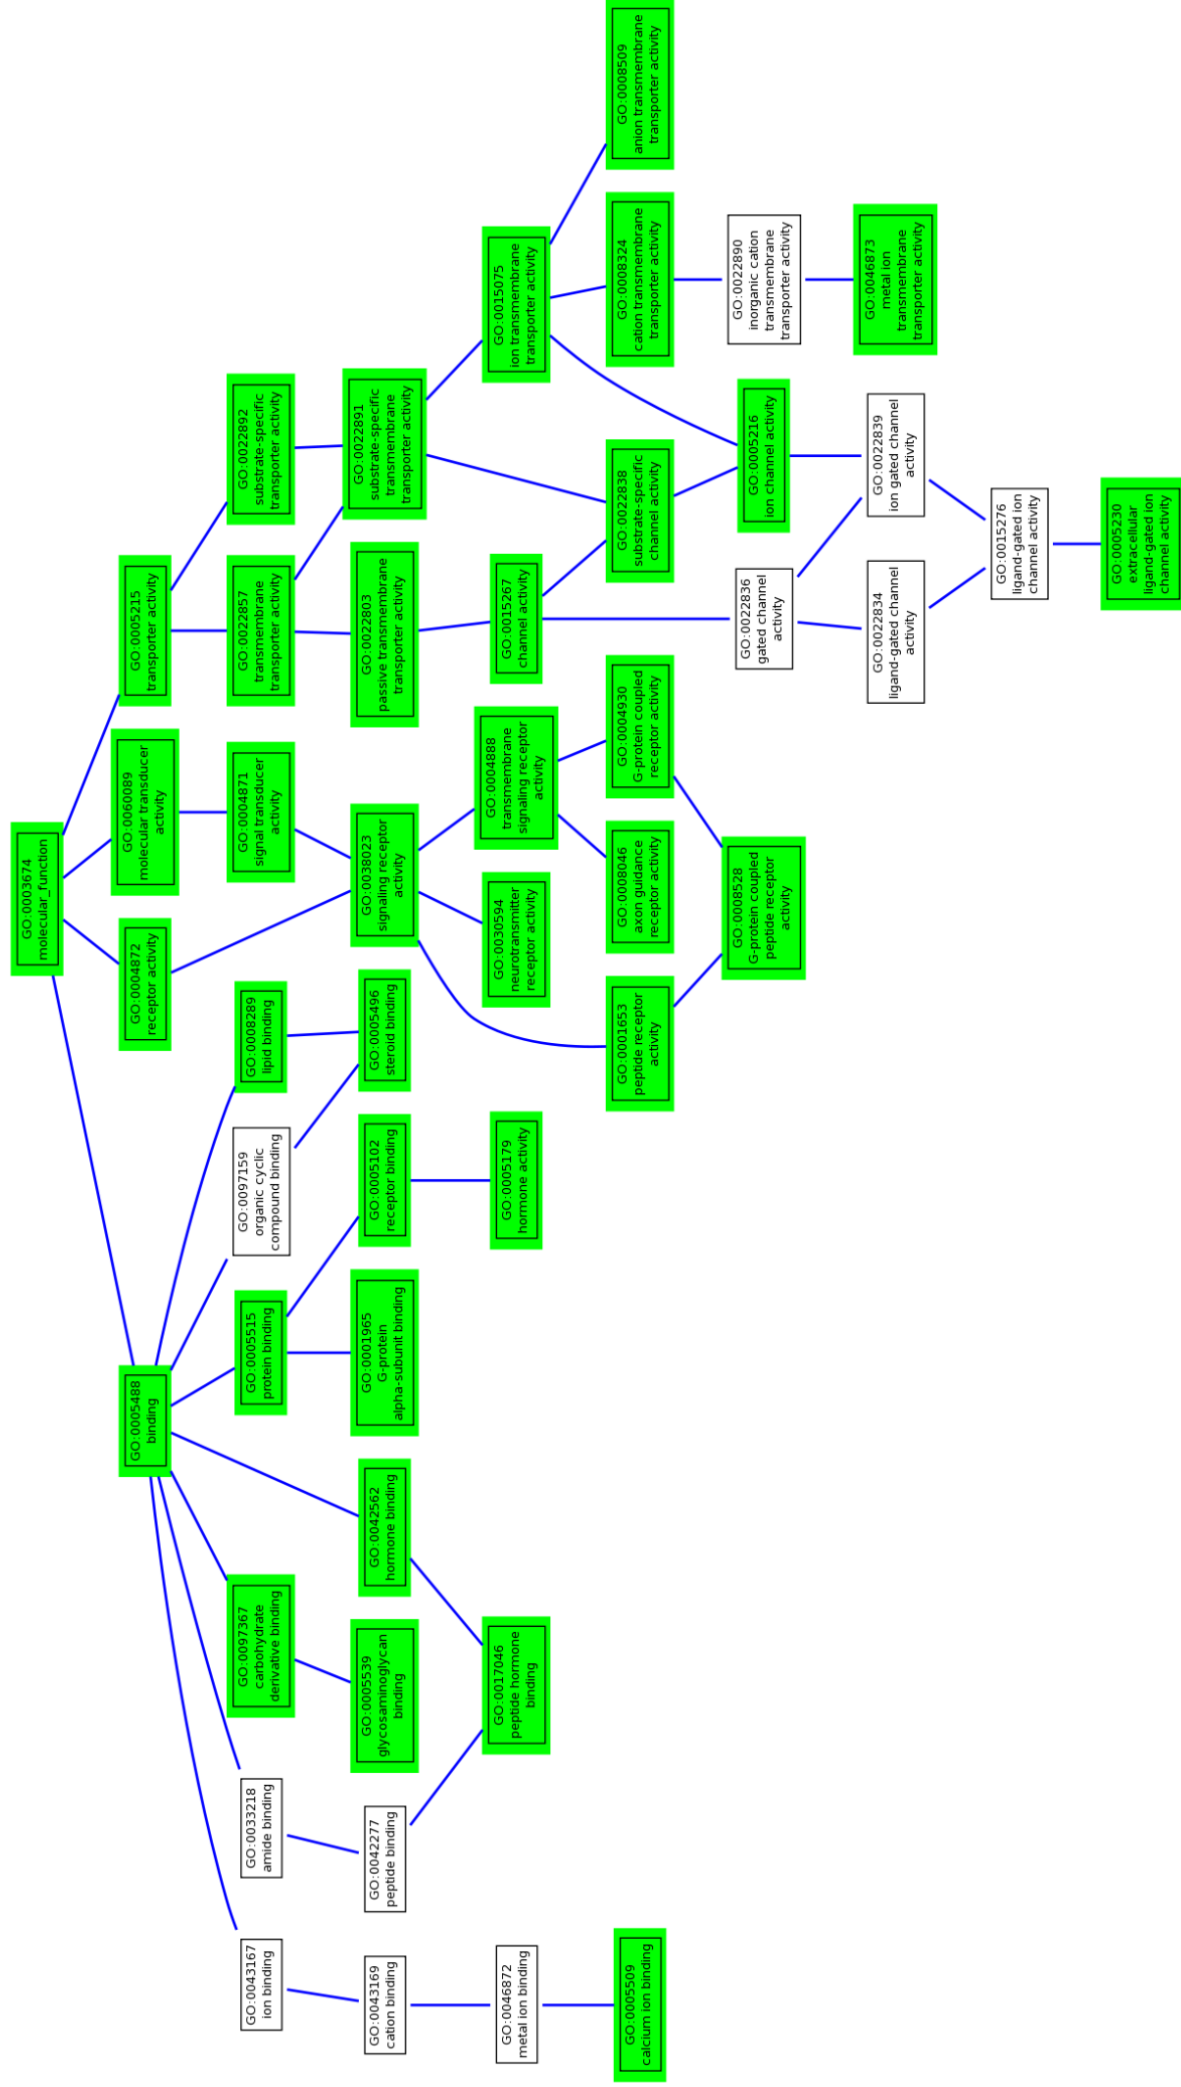 GO:0003674
molecular_function
GO:0005488
binding
GO:0004872
receptor activity
GO:0060089
molecular transducer
activity
GO:0005215
transporter activity
GO:0043167
ion binding
GO:0033218
amide binding
GO:0097367
carbohydrate
derivative binding
GO:0005515
protein binding
GO:0097159
organic cyclic
compound binding
GO:0008289
lipid binding
GO:0004871
signal transducer
activity
GO:0022857
transmembrane
transporter activity
GO:0022892
substrate-specific
transporter activity
GO:0043169
cation binding
GO:0042277
peptide binding
GO:0005539
glycosaminoglycan
binding
GO:0042562
hormone binding
GO:0001965
G-protein
alpha-subunit binding
GO:0005102
receptor binding
GO:0005496
steroid binding
GO:0038023
signaling receptor
activity
GO:0022803
passive transmembrane
transporter activity
GO:0022891
substrate-specific
transmembrane
transporter activity
GO:0046872
metal ion binding
GO:0017046
peptide hormone
binding
GO:0005179
hormone activity
GO:0030594
neurotransmitter
receptor activity
GO:0004888
transmembrane
signaling receptor
activity
GO:0015267
channel activity
GO:0015075
ion transmembrane
transporter activity
GO:0005509
calcium ion binding
GO:0001653
peptide receptor
activity
GO:0008046
axon guidance
receptor activity
GO:0004930
G-protein coupled
receptor activity
GO:0022838
substrate-specific
channel activity
GO:0008324
cation transmembrane
transporter activity
GO:0008509
anion transmembrane
transporter activity
GO:0008528
G-protein coupled
peptide receptor
activity
GO:0022836
gated channel
activity
GO:0005216
ion channel activity
GO:0022890
inorganic cation
transmembrane
transporter activity
GO:0022834
ligand-gated channel
activity
GO:0022839
ion gated channel
activity
GO:0046873
metal ion
transmembrane
transporter activity
GO:0015276
ligand-gated ion
channel activity
GO:0005230
extracellular
ligand-gated ion
channel activity